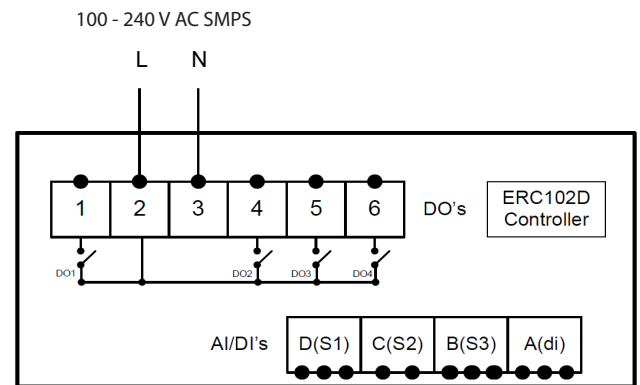 100 - 240 V AC SMPS
L N
1 2 3 4 5 6 DO's
ERC102D
Controller
DO1 DO2 DO3 DO4
AI/DI's D(S1) C(S2) B(S3) A(di)